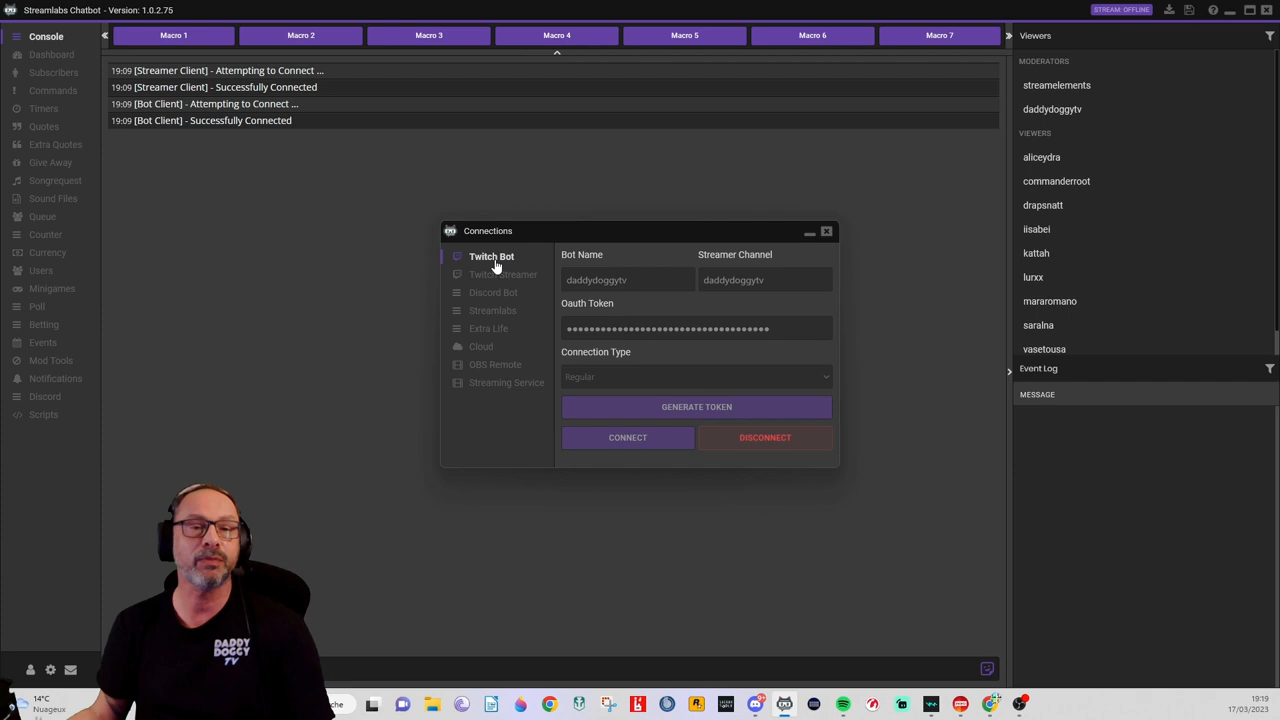 Streamlabs Chatbot - Version: 1.0.2.75
STREAM: OFFLINE
Console
Dashboard
Subscribers
Commands
Timers
Quotes
Extra Quotes
Give Away
Songrequest
Sound Files
Queue
Counter
Currency
Users
Minigames
Poll
Betting
Events
Mod Tools
Notifications
Discord
Scripts
Macro 1
Macro 2
Macro 3
Macro 4
Macro 5
Macro 6
Macro 7
19:09 [Streamer Client] - Attempting to Connect ...
19:09 [Streamer Client] - Successfully Connected
19:09 [Bot Client] - Attempting to Connect ...
19:09 [Bot Client] - Successfully Connected
Connections
Twitch Bot
Twitch Streamer
Discord Bot
Streamlabs
Extra Life
Cloud
OBS Remote
Streaming Service
Bot Name
Streamer Channel
daddydoggytv
daddydoggytv
Oauth Token
Connection Type
Regular
GENERATE TOKEN
CONNECT
DISCONNECT
Viewers
MODERATORS
streamelements
daddydoggytv
VIEWERS
aliceydra
commanderroot
drapsnatt
iisabei
kattah
lurxx
mararomano
saralna
vasetousa
Event Log
MESSAGE
DADDY
DOGGY
TV
14°C
Nuageux
19:19
17/03/2023